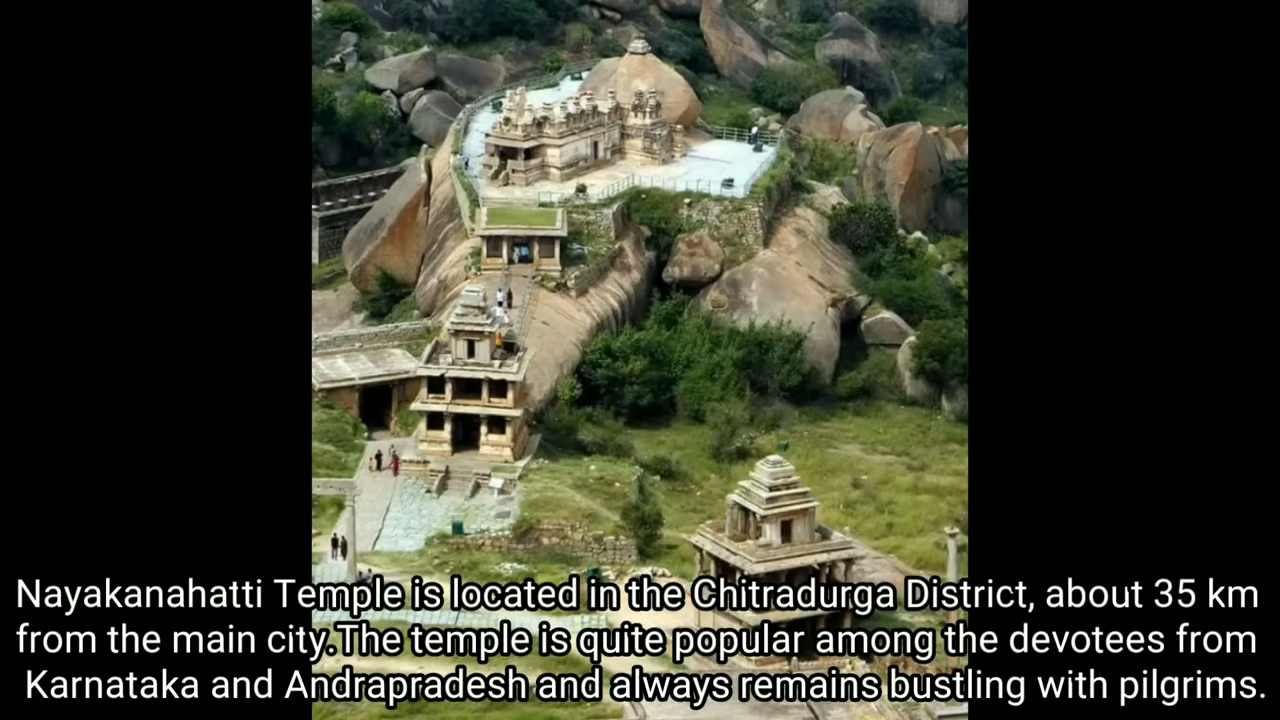 Nayakanahatti Temple is located in the Chitradurga District, about 35 km
from the main city.The temple is quite popular among the devotees from
Karnataka and Andrapradesh and always remains bustling with pilgrims.